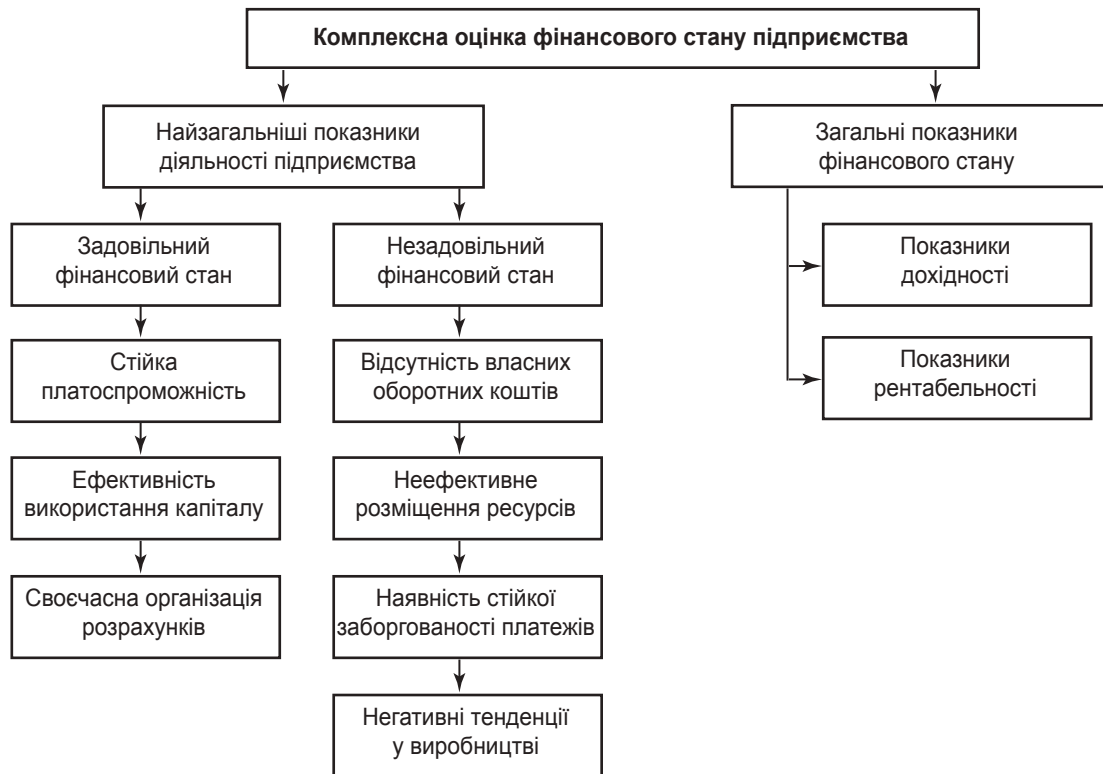 Комплексна оцінка фінансового стану підприємства
Найзагальніші показники
діяльності підприємства
Загальні показники
фінансового стану
Задовільний
фінансовий стан
Незадовільний
фінансовий стан
Показники
дохідності
Стійка
платоспроможність
Відсутність власних
оборотних коштів
Показники
рентабельності
Ефективність
використання капіталу
Неефективне
розміщення ресурсів
Своєчасна організація
розрахунків
Наявність стійкої
заборгованості платежів
Негативні тенденції
у виробництві